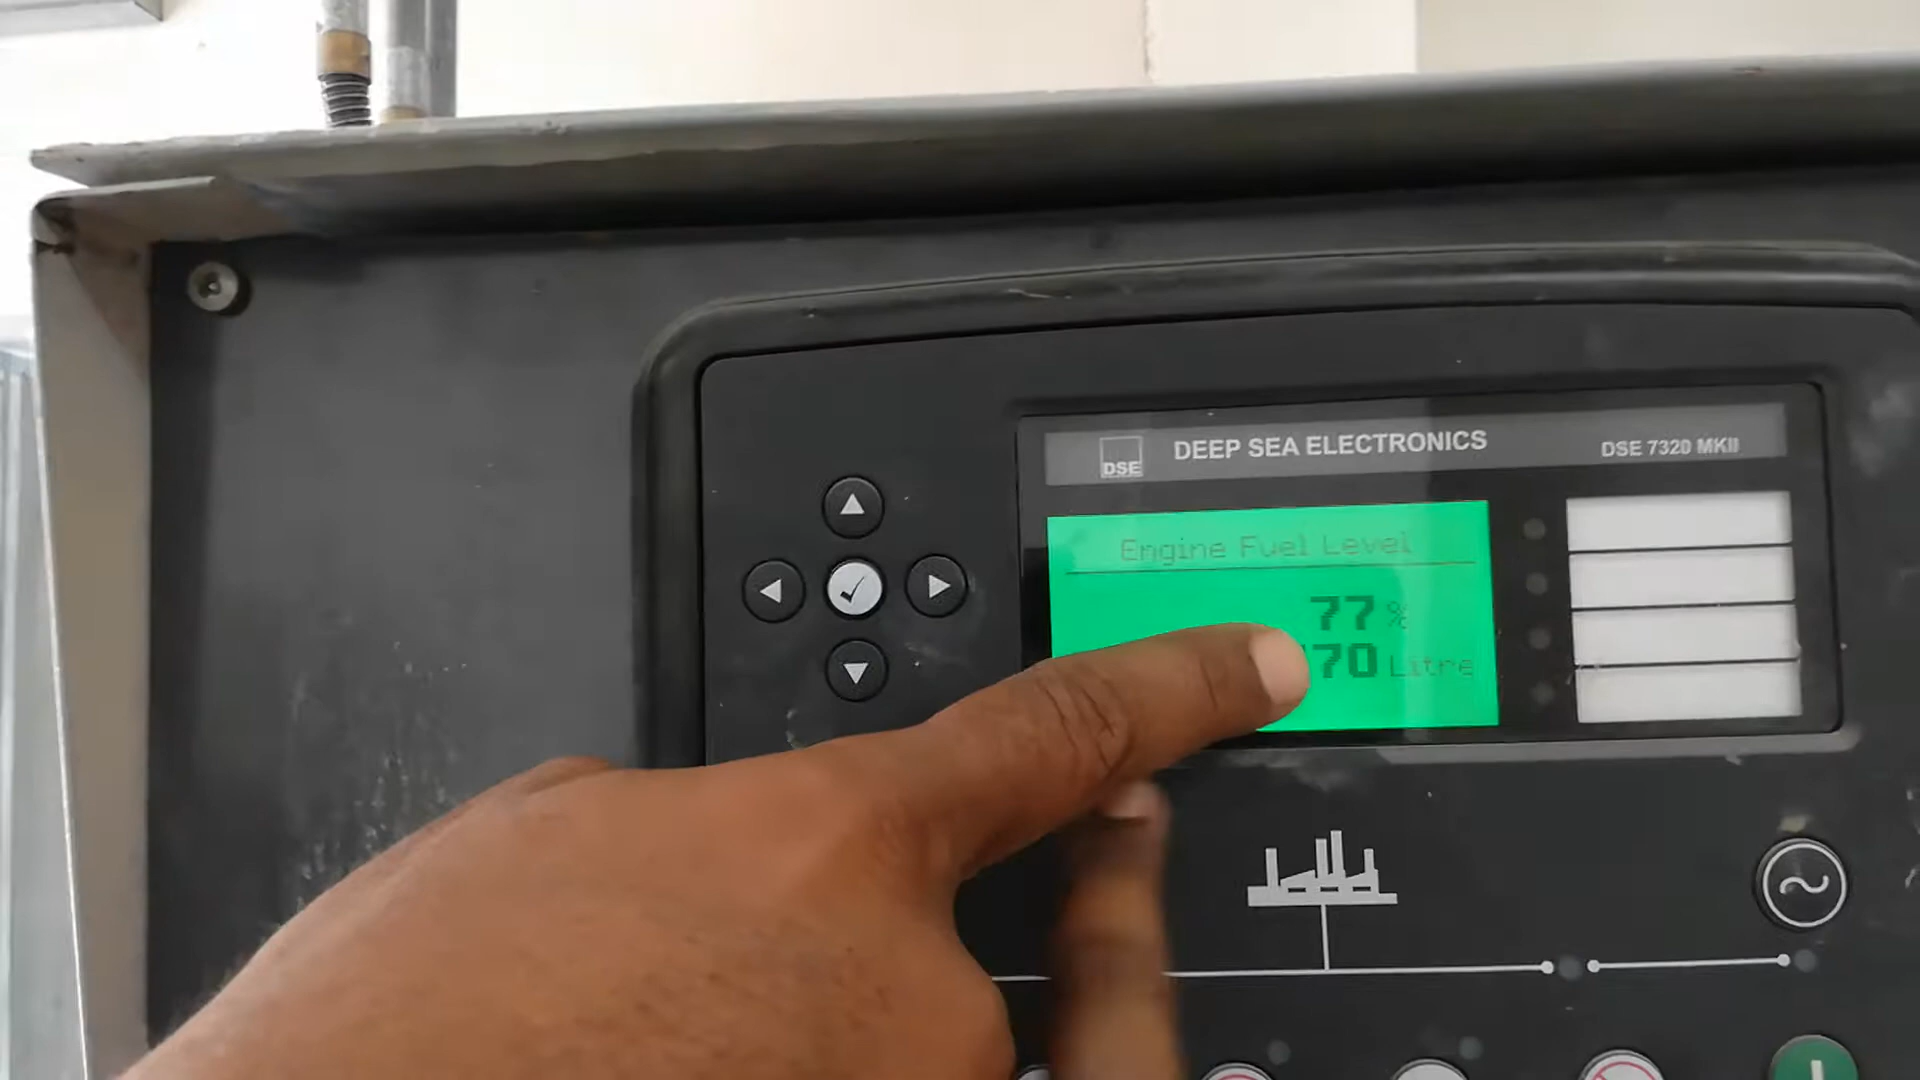 DSE
DEEP SEA ELECTRONICS
DSE 7320 MKII
Engine Fuel Level
77 %
Litre